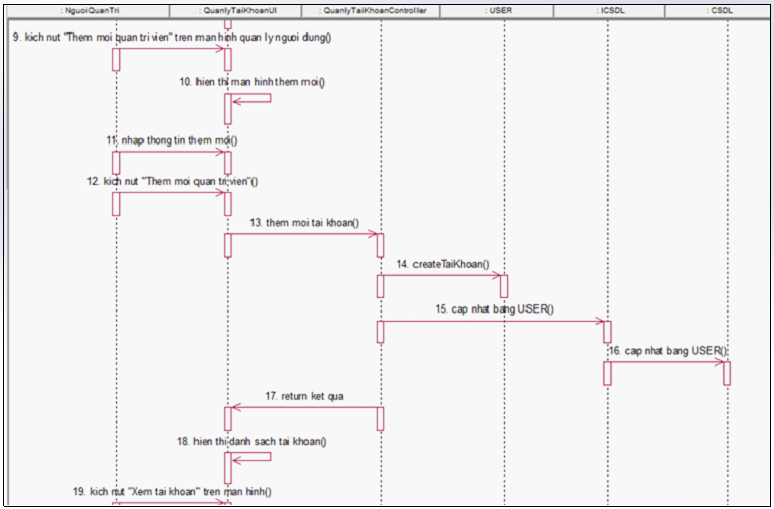 : NguoiQuanTri
: QuanlyTaiKhoanUI
: QuanlyTaiKhoanController
: USER
: ICSDL
: CSDL
9. kich nut "Them moi quan tri vien" tren man hinh quan ly nguoi dung()
10. hien thi man hinh them moi()
11. nhap thong tin them moi()
12. kich nut "Them moi quan tri vien"()
13. them moi tai khoan()
14. createTaiKhoan()
15. cap nhat bang USER()
16. cap nhat bang USER()
17. return ket qua
18. hien thi danh sach tai khoan()
19. kich nut "Xem tai khoan" tren man hinh()